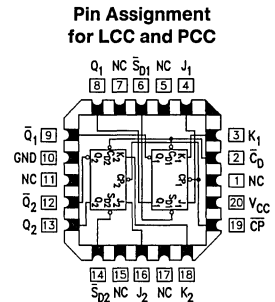 Pin Assignment
for LCC and PCC
Q1 NC S̅D1 NC J1
8 7 6 5 4
Q̅1 9
GND 10
NC 11
Q̅2 12
Q2 13
3 K1
2 C̅D
1 NC
20 VCC
19 C̅P̅
14 15 16 17 18
S̅D2 NC J2 NC K2